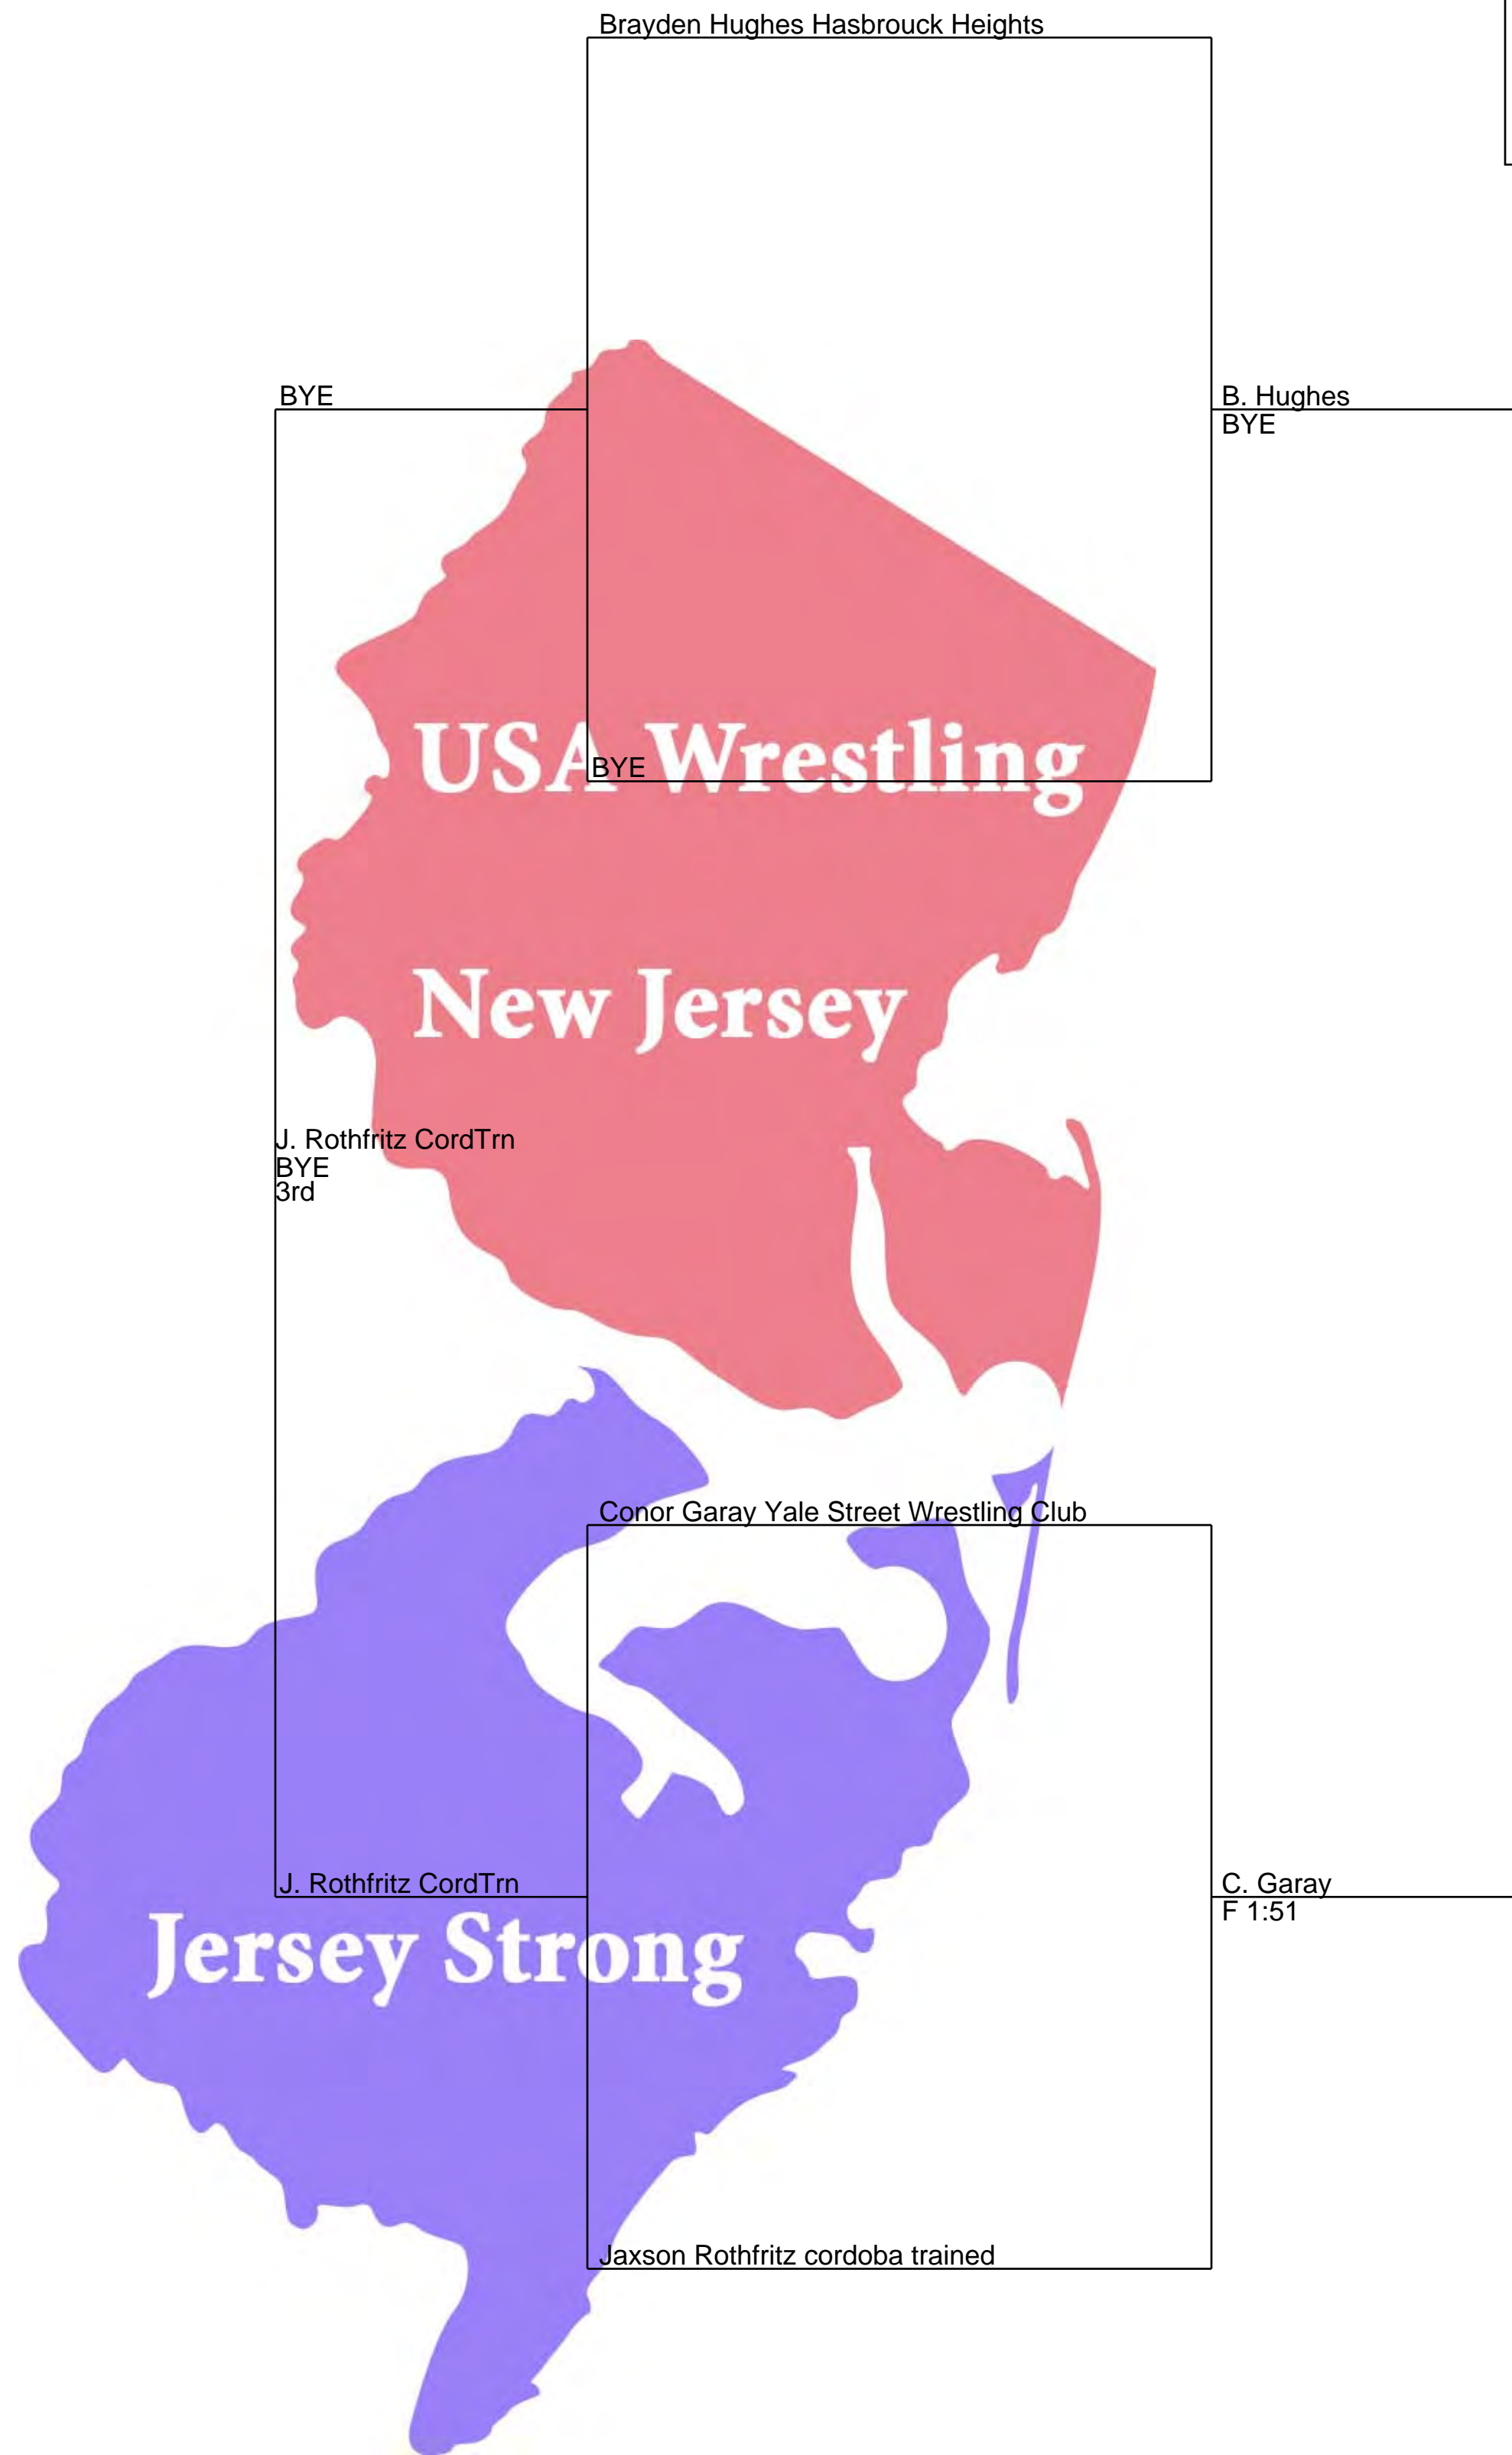 Brayden Hughes Hasbrouck Heights
BYE
B. Hughes
BYE
USA Wrestling
BYE
New Jersey
J. Rothfritz CordTrn
BYE
3rd
Conor Garay Yale Street Wrestling Club
J. Rothfritz CordTrn
C. Garay
F 1:51
Jersey Strong
Jaxson Rothfritz cordoba trained